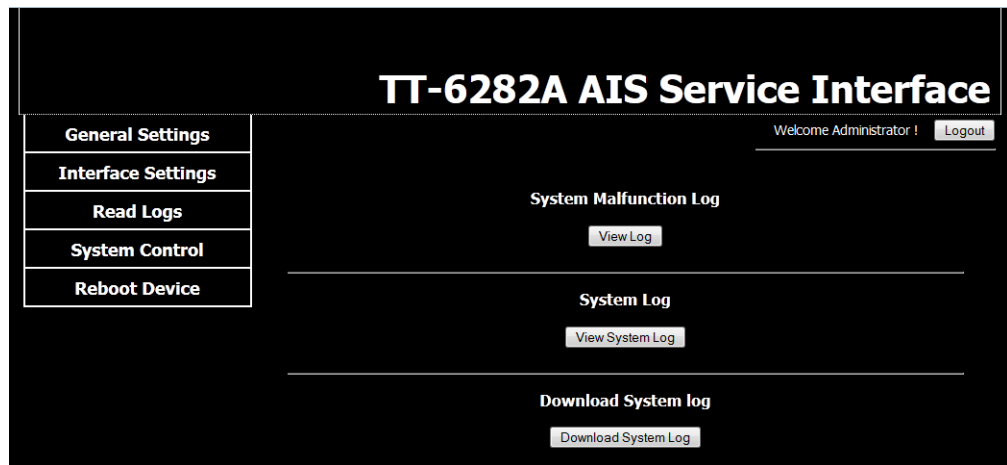 TT-6282A AIS Service Interface
Welcome Administrator !
Logout
General Settings
Interface Settings
Read Logs
System Control
Reboot Device
System Malfunction Log
View Log
System Log
View System Log
Download System log
Download System Log